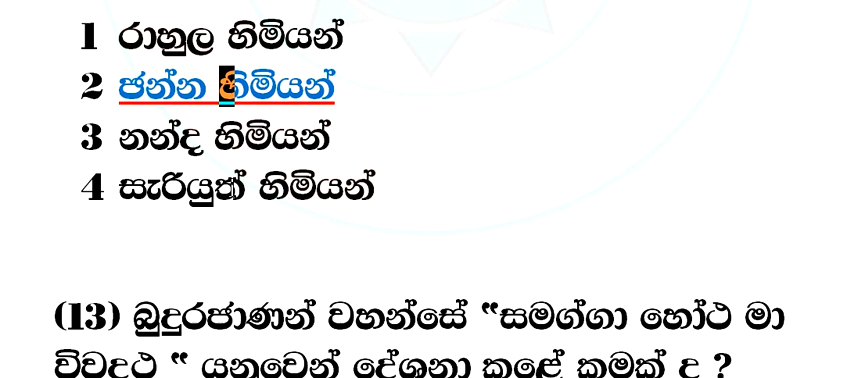 1 රාහුල හිමියන්
2 ඡන්න හිමියන්
3 නන්ද හිමියන්
4 සැරියුත් හිමියන්
(13) බුදුරජාණන් වහන්සේ “සමග්ගා හෝථ මා
විවදථ “ යනුවෙන් දේශනා කළේ කුමක් ද ?